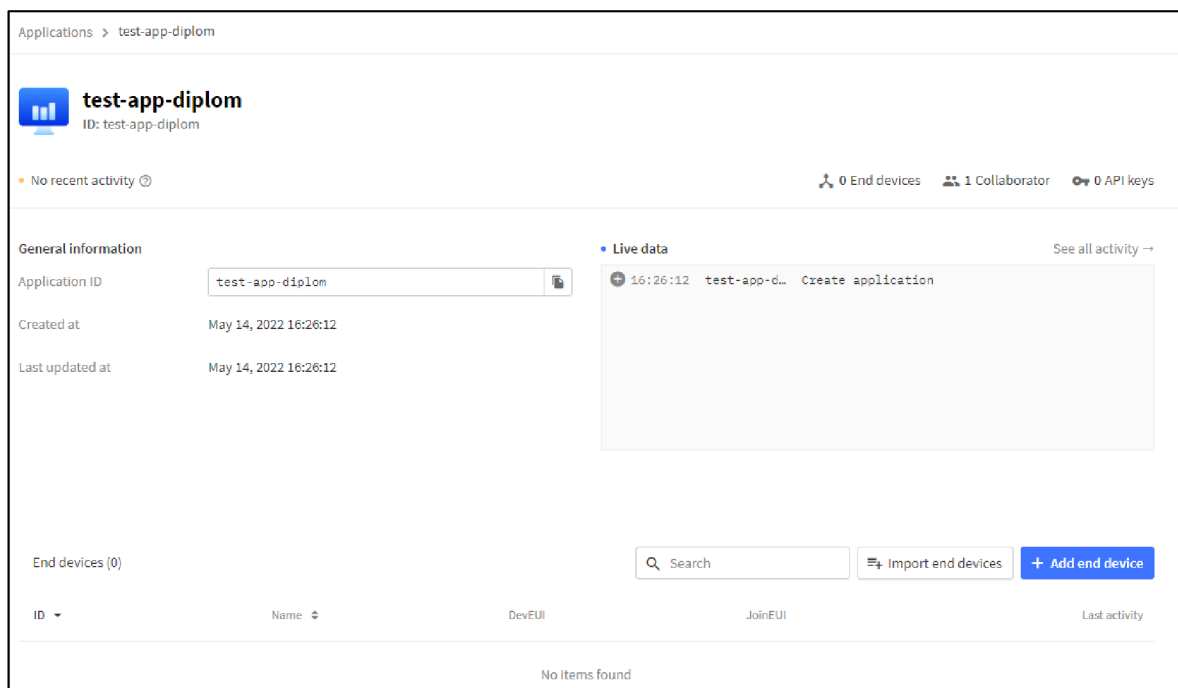 Applications > test-app-diplom
test-app-diplom
ID: test-app-diplom
No recent activity
0 End devices 1 Collaborator 0 API keys
General information
Live data See all activity →
Application ID test-app-diplom
16:26:12 test-app-d… Create application
Created at May 14, 2022 16:26:12
Last updated at May 14, 2022 16:26:12
End devices (0) Search Import end devices + Add end device
ID Name DevEUI JoinEUI Last activity
No items found